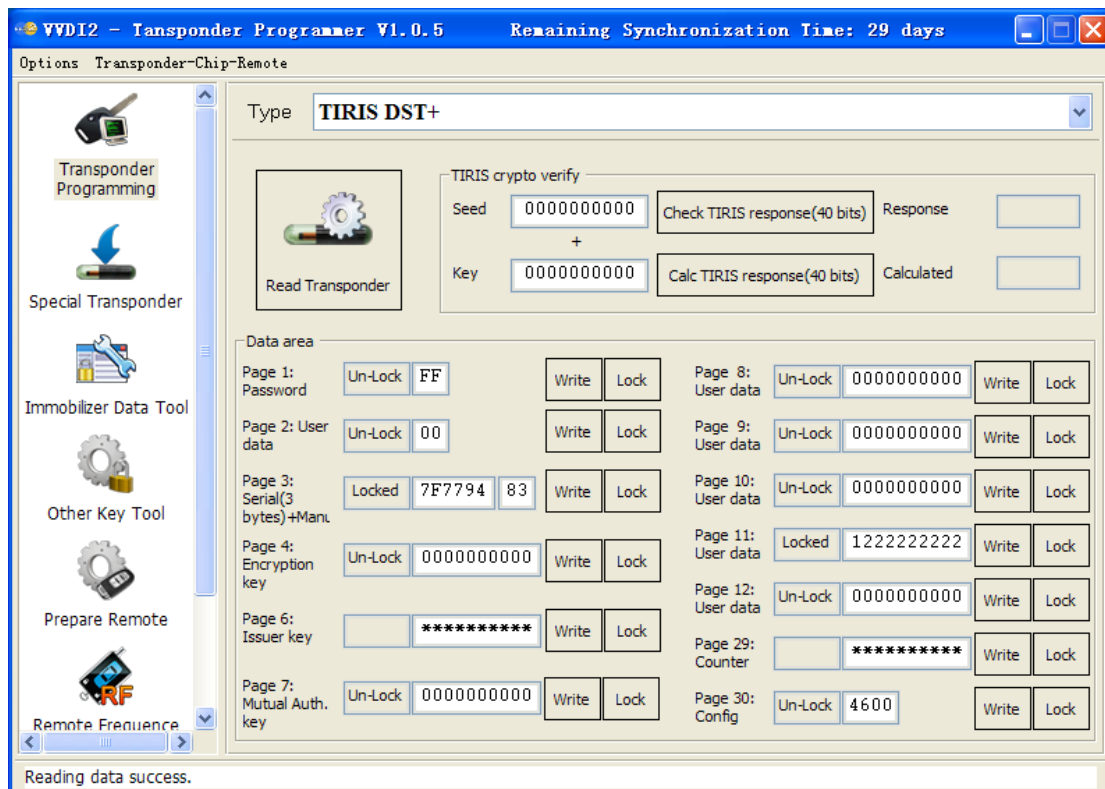 VVDI2 - Tansponder Programmer V1.0.5 Remaining Synchronization Time: 29 days
Options Transponder-Chip-Remote
Transponder
Programming
Special Transponder
Immobilizer Data Tool
Other Key Tool
Prepare Remote
RF
Remote Frequence
Type TIRIS DST+
Read Transponder
TIRIS crypto verify
Seed 0000000000 Check TIRIS response(40 bits) Response
+
Key 0000000000 Calc TIRIS response(40 bits) Calculated
Data area
Page 1:
Password Un-Lock FF Write Lock
Page 2: User
data Un-Lock 00 Write Lock
Page 3:
Serial(3
bytes)+Manu Locked 7F7794 83 Write Lock
Page 4:
Encryption
key Un-Lock 0000000000 Write Lock
Page 6:
Issuer key ********** Write Lock
Page 7:
Mutual Auth.
key Un-Lock 0000000000 Write Lock
Page 8:
User data Un-Lock 0000000000 Write Lock
Page 9:
User data Un-Lock 0000000000 Write Lock
Page 10:
User data Un-Lock 0000000000 Write Lock
Page 11:
User data Locked 1222222222 Write Lock
Page 12:
User data Un-Lock 0000000000 Write Lock
Page 29:
Counter ********** Write Lock
Page 30:
Config Un-Lock 4600 Write Lock
Reading data success.